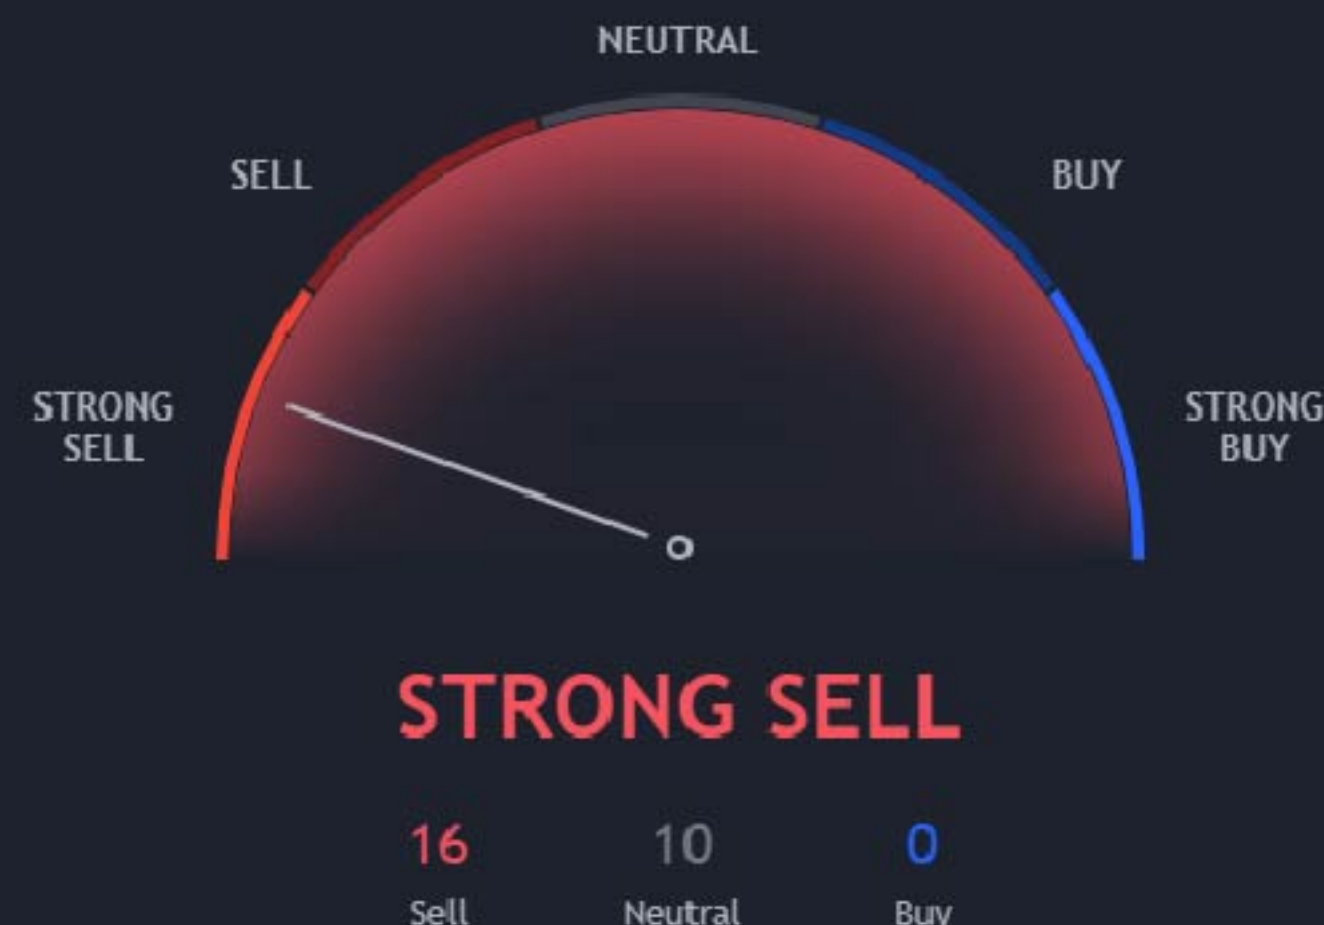 NEUTRAL
SELL
BUY
STRONG
SELL
STRONG
BUY
STRONG SELL
16 10 0
Sell Neutral Buy